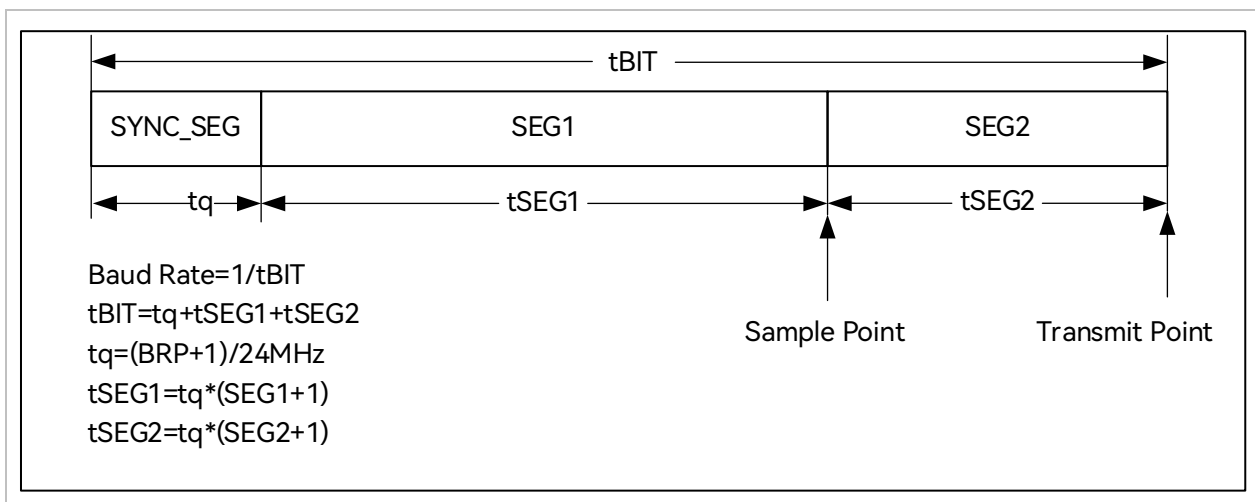 tBIT
SYNC_SEG SEG1 SEG2
tq tSEG1 tSEG2
Baud Rate=1/tBIT
tBIT=tq+tSEG1+tSEG2
tq=(BRP+1)/24MHz
tSEG1=tq*(SEG1+1)
tSEG2=tq*(SEG2+1)
Sample Point Transmit Point